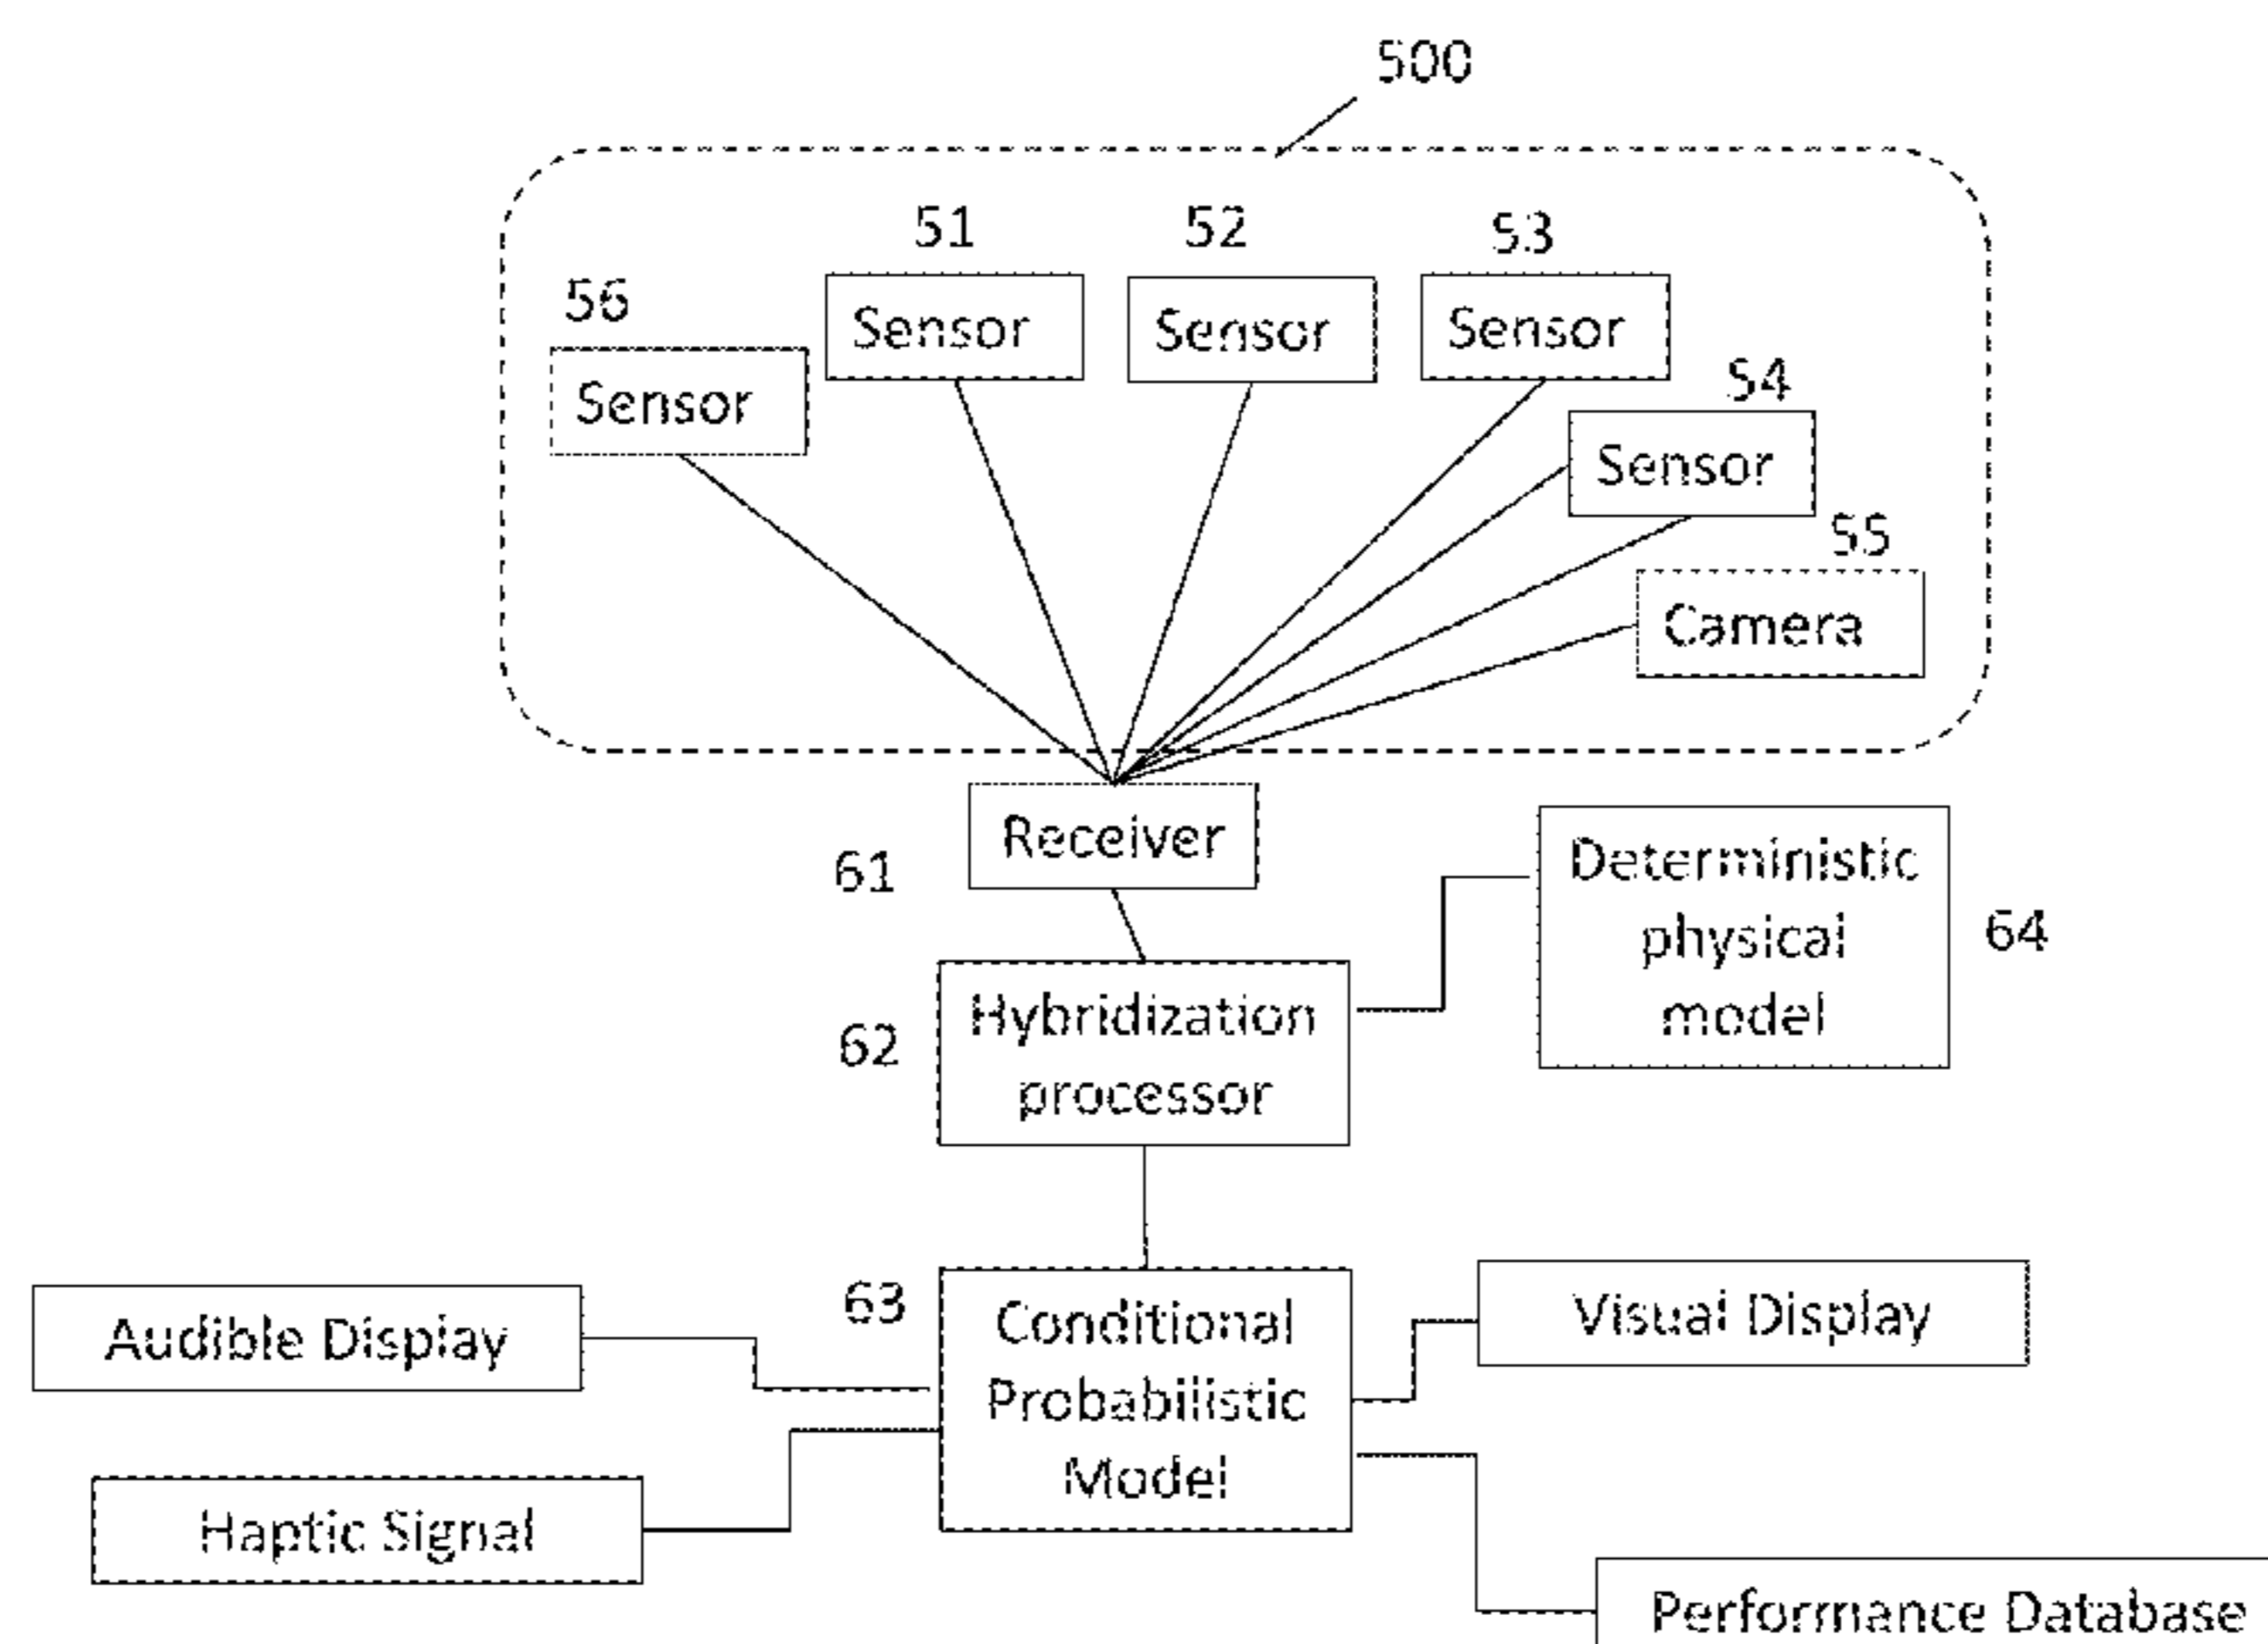 500
51
52
53
56
Sensor
Sensor
Sensor
Sensor
54
Sensor
55
Camera
Receiver
61
Deterministic
physical
model
64
Hybridization
processor
62
63
Conditional
Probabilistic
Model
Audible Display
Visual Display
Haptic Signal
Performance Database